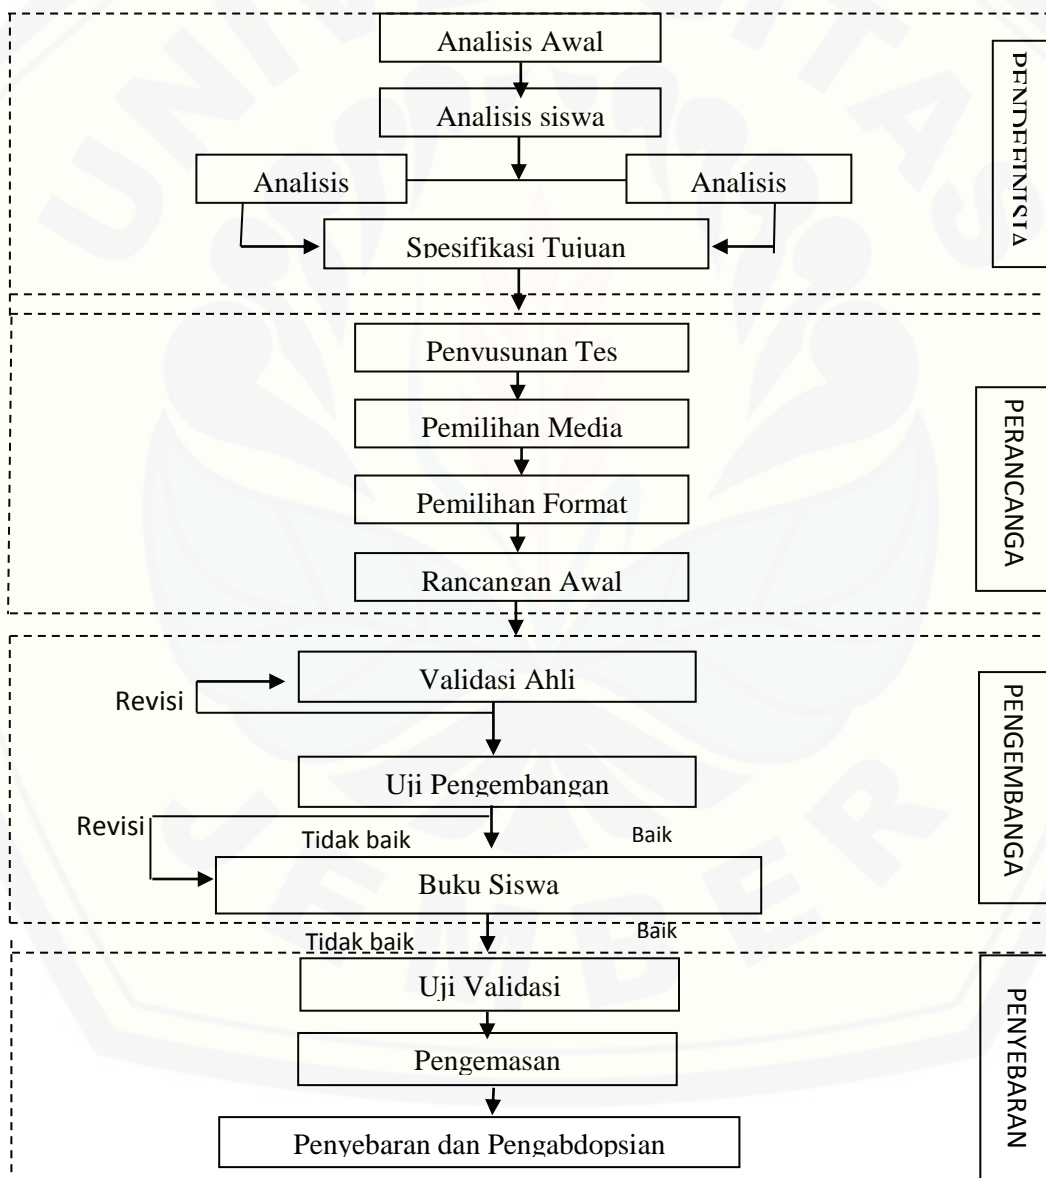 Analisis Awal
Analisis siswa
Analisis
Analisis
Spesifikasi Tujuan
PENDEFINISIA
Penyusunan Tes
Pemilihan Media
Pemilihan Format
Rancangan Awal
PERANCANGA
Validasi Ahli
Revisi
Uji Pengembangan
Revisi
Tidak baik
Baik
Buku Siswa
PENGEMBANGA
Tidak baik
Baik
Uji Validasi
Pengemasan
Penyebaran dan Pengabdopsian
PENYEBARAN
UNIVERSITAS
JEMBER